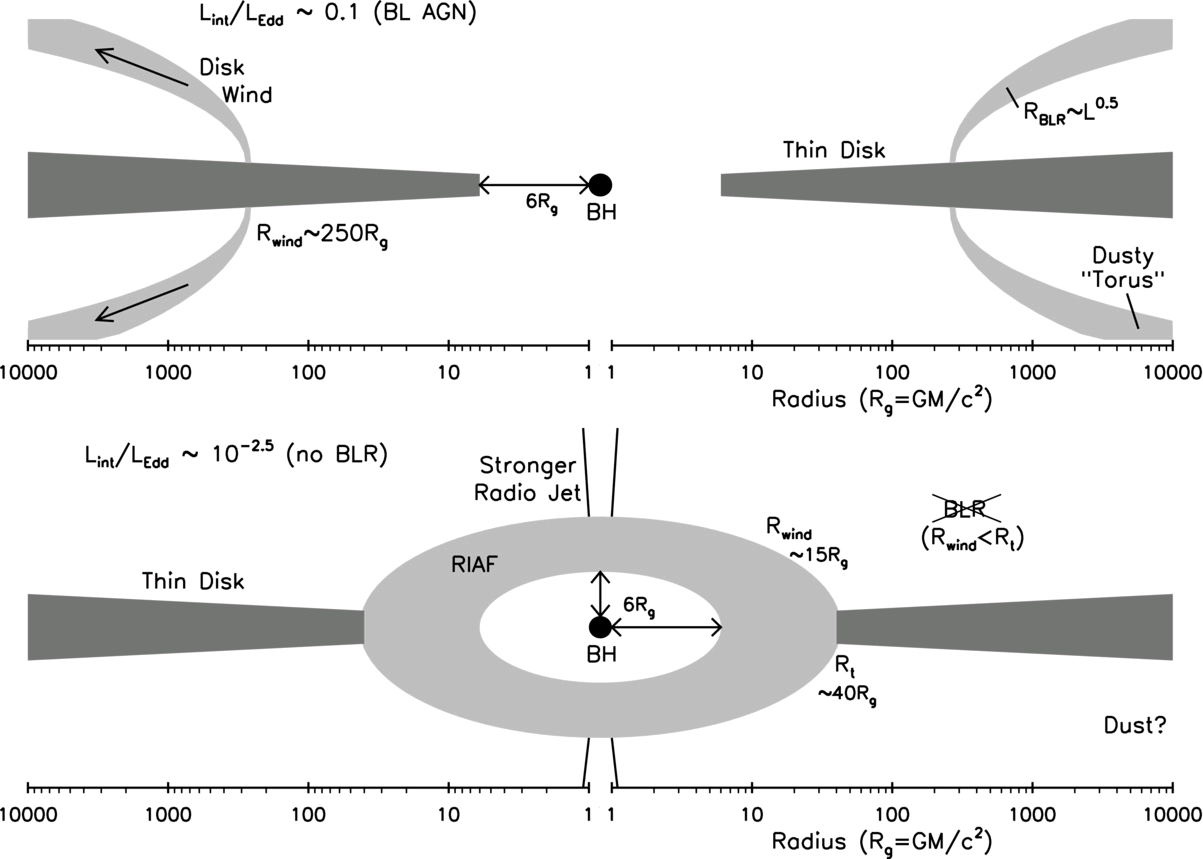 L_int/L_Edd ~ 0.1 (BL AGN)
Disk
Wind
R_BLR~L^0.5
Thin Disk
6R_g
BH
R_wind~250R_g
Dusty
"Torus"
10000 1000 100 10 1 1 10 100 1000 10000
Radius (R_g=GM/c^2)
L_int/L_Edd ~ 10^-2.5 (no BLR)
Stronger
Radio Jet
BLR
(R_wind<R_t)
R_wind
~15R_g
RIAF
Thin Disk
6R_g
BH
R_t
~40R_g
Dust?
10000 1000 100 10 1 1 10 100 1000 10000
Radius (R_g=GM/c^2)